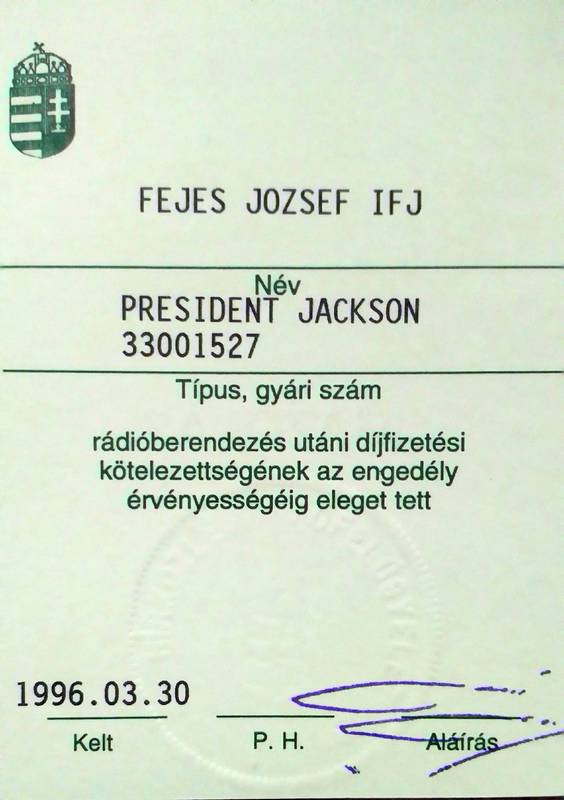 FEJES JOZSEF IFJ
Név
PRESIDENT JACKSON
33001527
Típus, gyári szám
rádióberendezés utáni díjfizetési
kötelezettségének az engedély
érvényességéig eleget tett
1996.03.30
Kelt
P. H.
Aláírás